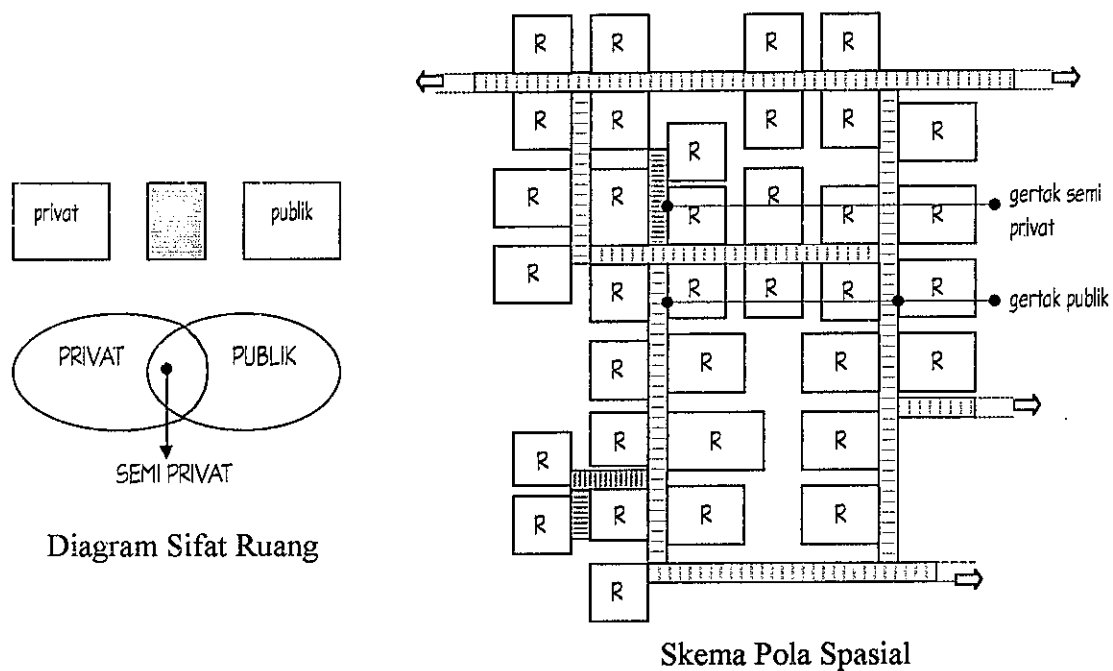 privat
publik
PRIVAT PUBLIK
SEMI PRIVAT
Diagram Sifat Ruang
R R R R
R R R R R
R
R R R
R R R
gertak semi
privat
R R R R R R
gertak publik
R R R R
R R R
R
R R R R
R
Skema Pola Spasial